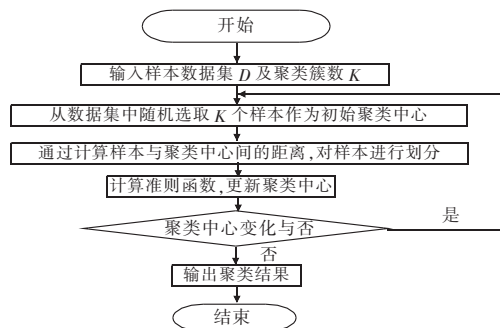 开始
输入样本数据集 D 及聚类簇数 K
从数据集中随机选取 K 个样本作为初始聚类中心
通过计算样本与聚类中心间的距离,对样本进行划分
计算准则函数,更新聚类中心
聚类中心变化与否
是
否
输出聚类结果
结束